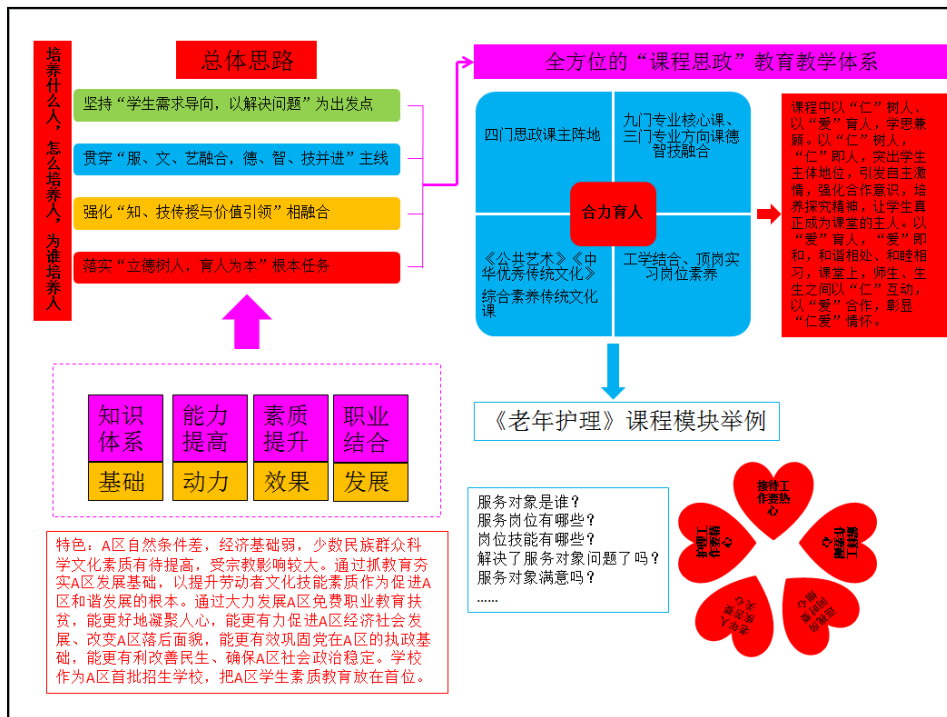 培养什么人，怎么培养人，为谁培养人
总体思路
坚持“学生需求导向，以解决问题”为出发点
贯穿“服、文、艺融合，德、智、技并进”主线
强化“知、技传授与价值引领”相融合
落实“立德树人，育人为本”根本任务
知识
体系
能力
提高
素质
提升
职业
结合
基础
动力
效果
发展
特色：A区自然条件差，经济基础弱，少数民族群众科
学文化素质有待提高，受宗教影响较大。通过抓教育夯
实A区发展基础，以提升劳动者文化技能素质作为促进A
区和谐发展的根本。通过大力发展A区免费职业教育扶
贫，能更好地凝聚人心，能更有力促进A区经济社会发
展、改变A区落后面貌，能更有效巩固党在A区的执政基
础，能更有利改善民生、确保A区社会政治稳定。学校
作为A区首批招生学校，把A区学生素质教育放在首位。
全方位的“课程思政”教育教学体系
四门思政课主阵地
九门专业核心课、
三门专业方向课德
智技融合
合力育人
《公共艺术》《中
华优秀传统文化》
综合素养传统文化
课
工学结合、顶岗实
习岗位素养
课程中以“仁”树人、
以“爱”育人，学思兼
顾。以“仁”树人，
“仁”即人，突出学生
主体地位，引发自主激
情，强化合作意识，培
养探究精神，让学生真
正成为课堂的主人。以
“爱”育人，“爱”即
和，和谐相处、和睦相
习，课堂上，师生、生
生之间以“仁”互动，
以“爱”合作，彰显
“仁爱”情怀。
《老年护理》课程模块举例
服务对象是谁？
服务岗位有哪些？
岗位技能有哪些？
解决了服务对象问题了吗？
服务对象满意吗？
……
接待工
作要热
心
护理工
作要精
心